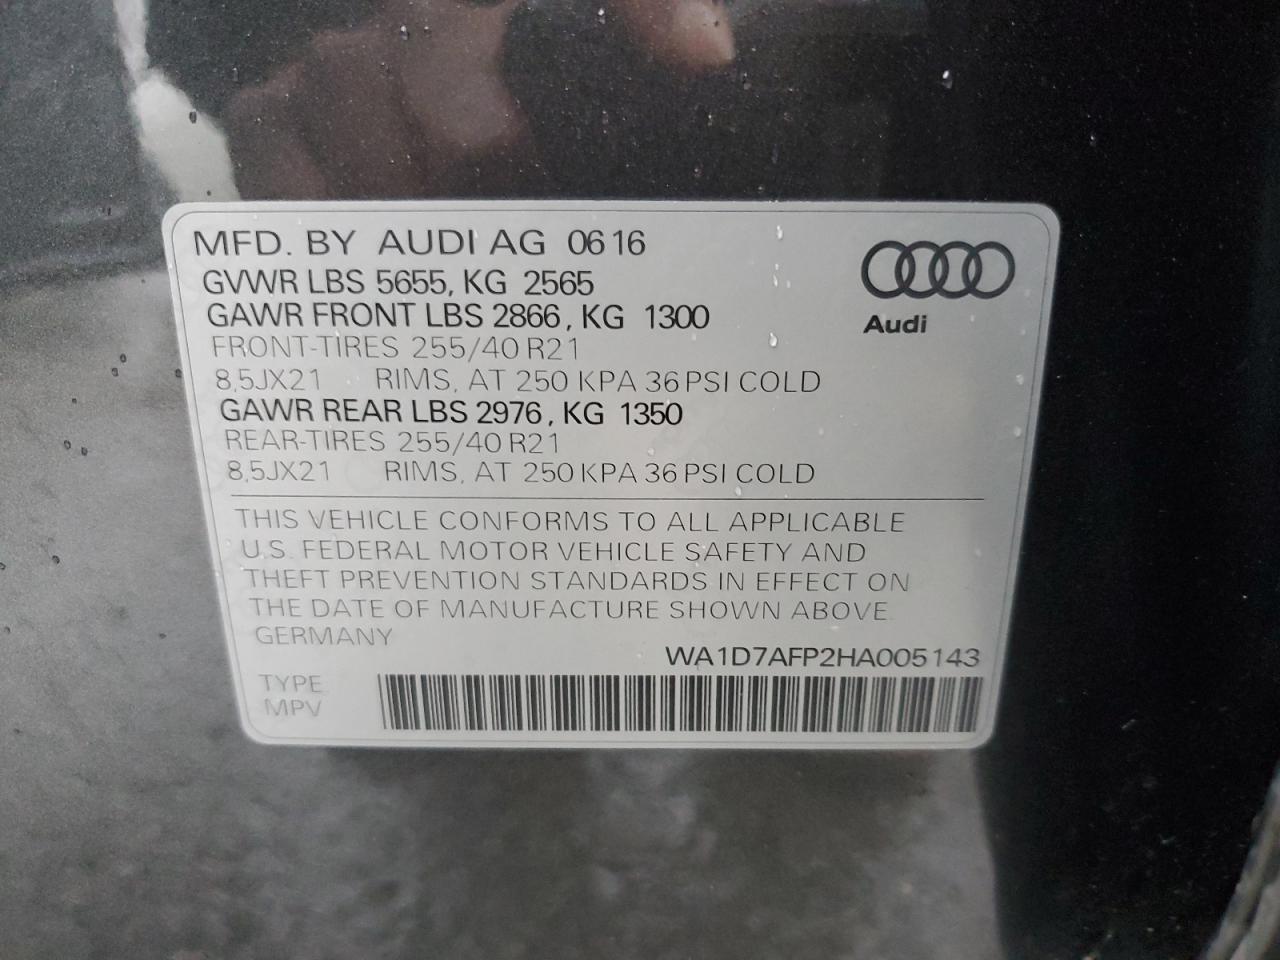 MFD. BY AUDI AG 06 16
GVWR LBS 5655, KG 2565
GAWR FRONT LBS 2866, KG 1300
FRONT-TIRES 255/40 R21
8,5JX21 RIMS, AT 250 KPA 36 PSI COLD
GAWR REAR LBS 2976, KG 1350
REAR-TIRES 255/40 R21
8,5JX21 RIMS, AT 250 KPA 36 PSI COLD
Audi
THIS VEHICLE CONFORMS TO ALL APPLICABLE
U.S. FEDERAL MOTOR VEHICLE SAFETY AND
THEFT PREVENTION STANDARDS IN EFFECT ON
THE DATE OF MANUFACTURE SHOWN ABOVE.
GERMANY
WA1D7AFP2HA005143
TYPE
MPV